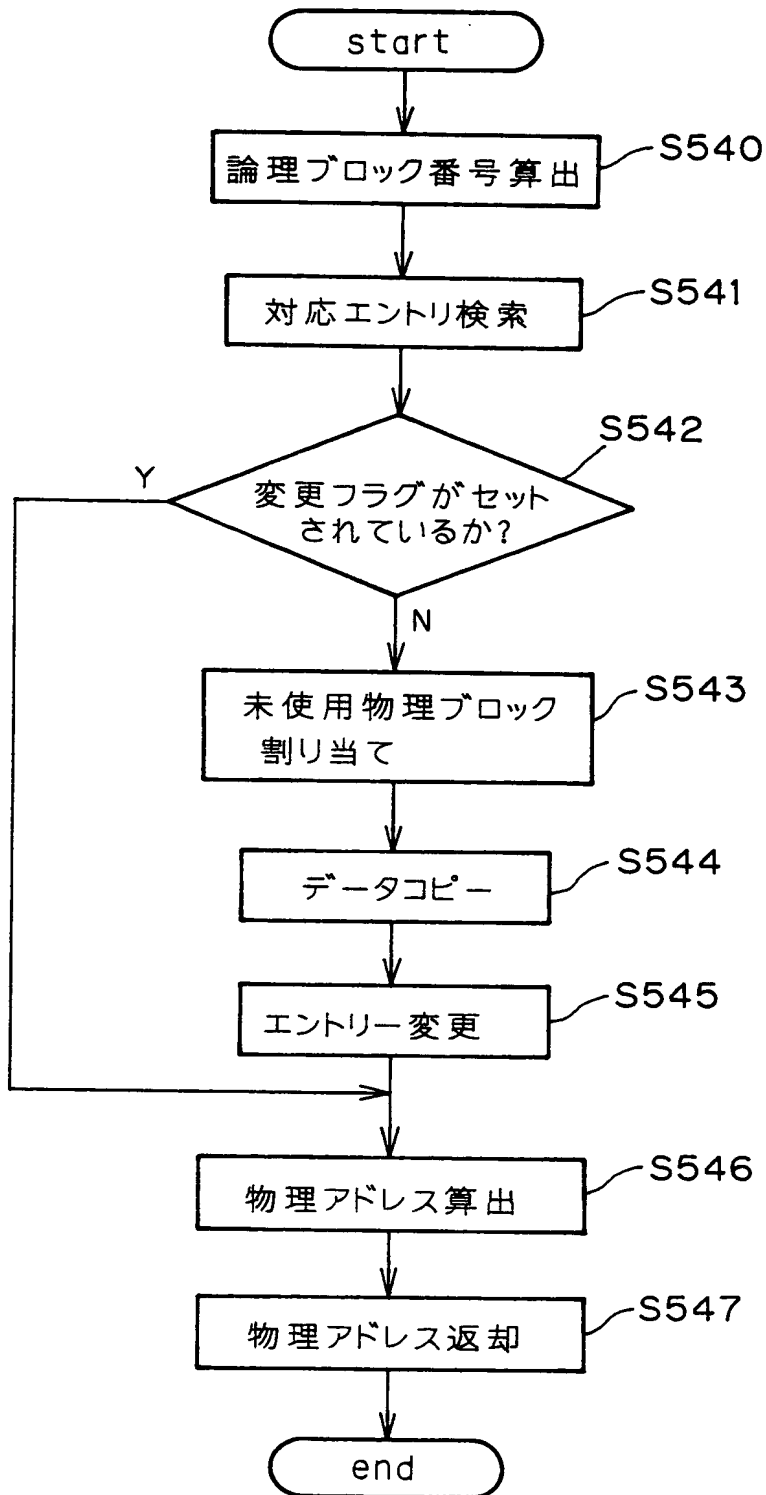 start
論理ブロック番号算出
S540
対応エントリ検索
S541
S542
Y
変更フラグがセット
されているか?
N
未使用物理ブロック
割り当て
S543
データコピー
S544
エントリー変更
S545
物理アドレス算出
S546
物理アドレス返却
S547
end